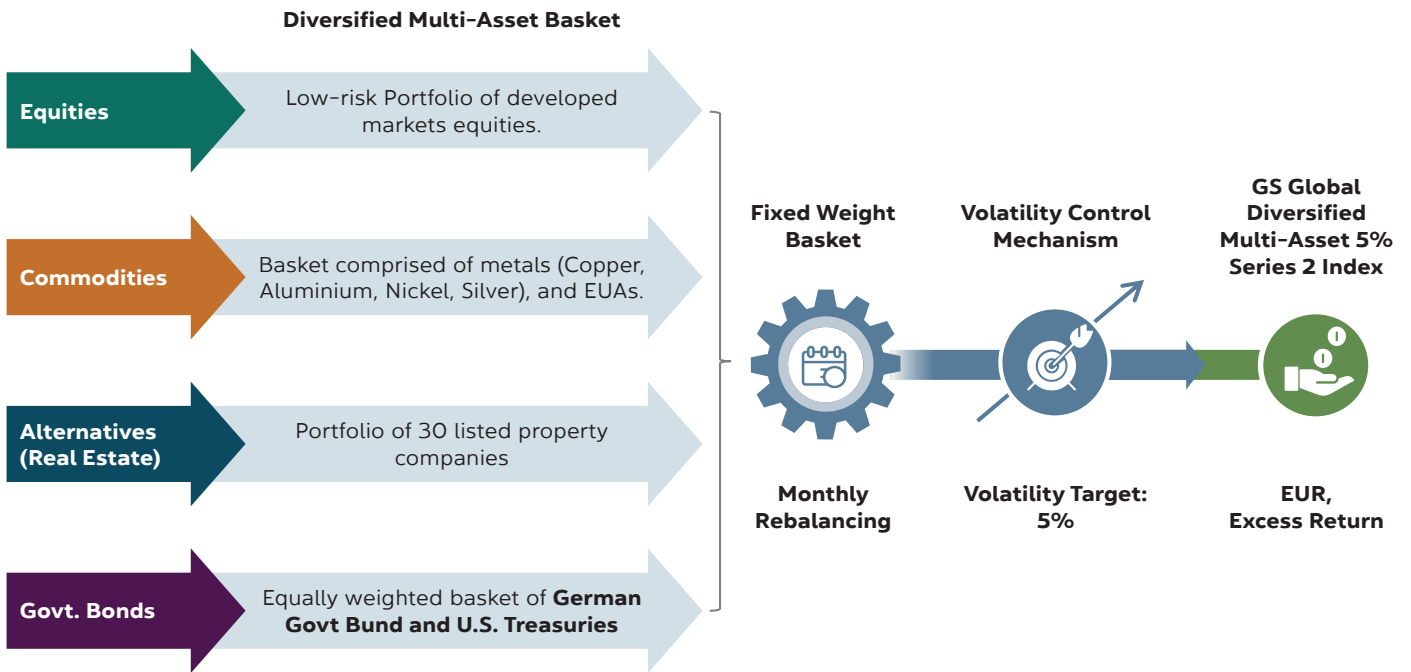 Diversified Multi-Asset Basket
Equities
Low-risk Portfolio of developed
markets equities.
Commodities
Basket comprised of metals (Copper,
Aluminium, Nickel, Silver), and EUAs.
Alternatives
(Real Estate)
Portfolio of 30 listed property
companies
Govt. Bonds
Equally weighted basket of German
Govt Bund and U.S. Treasuries
Fixed Weight
Basket
Monthly
Rebalancing
Volatility Control
Mechanism
Volatility Target:
5%
GS Global
Diversified
Multi-Asset 5%
Series 2 Index
EUR,
Excess Return